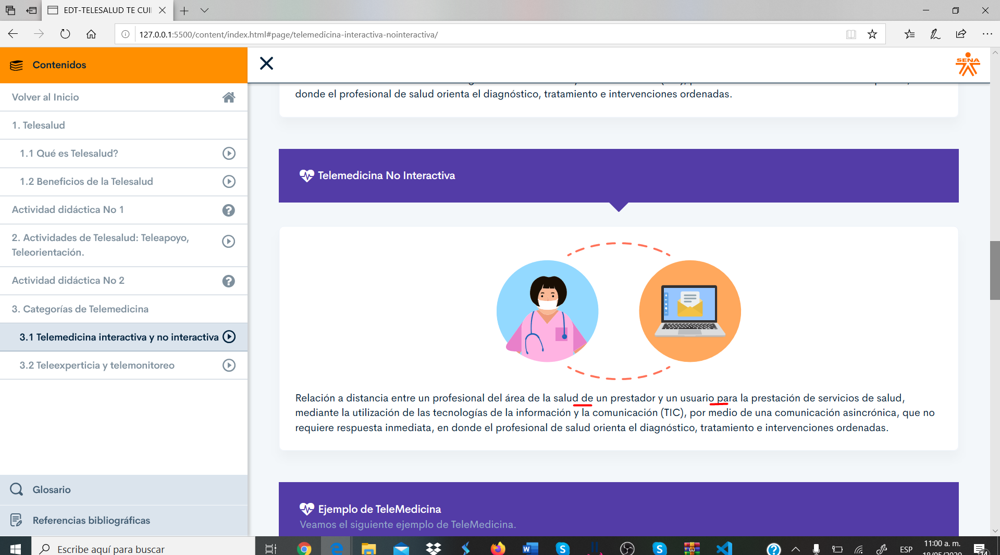 EDT-TELESALUD TE CUI
127.0.0.1:5500/content/index.html#page/telemedicina-interactiva-nointeractiva/
Contenidos
SENA
Volver al Inicio
1. Telesalud
1.1 Qué es Telesalud?
1.2 Beneficios de la Telesalud
Actividad didáctica No 1
2. Actividades de Telesalud: Teleapoyo,
Teleorientación.
Actividad didáctica No 2
3. Categorías de Telemedicina
3.1 Telemedicina interactiva y no interactiva
3.2 Teleexperticia y telemonitoreo
Glosario
Referencias bibliográficas
donde el profesional de salud orienta el diagnóstico, tratamiento e intervenciones ordenadas.
Telemedicina No Interactiva
Relación a distancia entre un profesional del área de la salud de un prestador y un usuario para la prestación de servicios de salud,
mediante la utilización de las tecnologías de la información y la comunicación (TIC), por medio de una comunicación asincrónica, que no
requiere respuesta inmediata, en donde el profesional de salud orienta el diagnóstico, tratamiento e intervenciones ordenadas.
Ejemplo de TeleMedicina
Veamos el siguiente ejemplo de TeleMedicina.
Escribe aquí para buscar
ESP
11:00 a. m.
18/05/2020
14